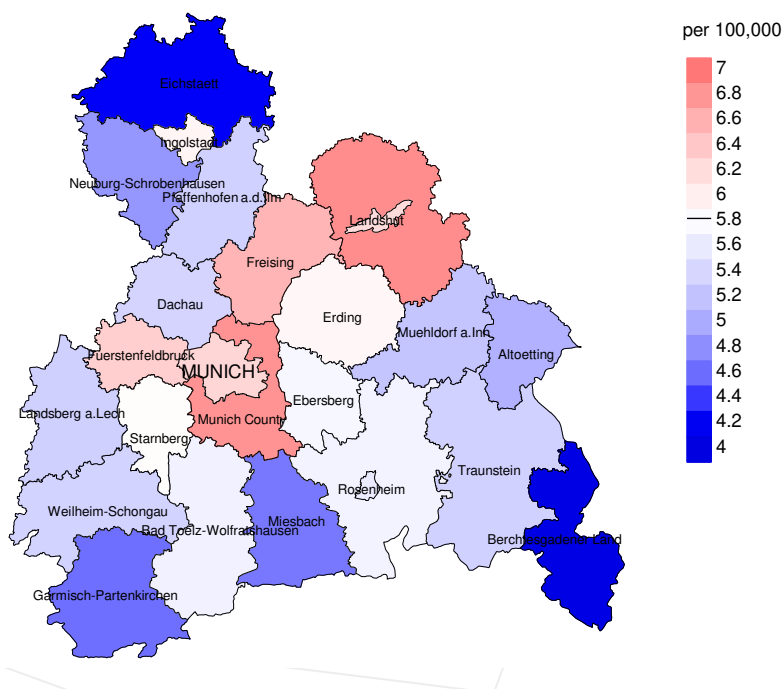 per 100,000
7
6.8
6.6
6.4
6.2
6
5.8
5.6
5.4
5.2
5
4.8
4.6
4.4
4.2
4
Eichstaett
Ingolstadt
Neuburg-Schrobenhausen
Pfaffenhofen a.d.Ilm
Landshut
Freising
Dachau
Erding
Muehldorf a.Inn
Altoetting
Fuerstenfeldbruck
MUNICH
Ebersberg
Landsberg a.Lech
Munich County
Starnberg
Traunstein
Rosenheim
Weilheim-Schongau
Miesbach
Bad Toelz-Wolfratshausen
Berchtesgadener Land
Garmisch-Partenkirchen